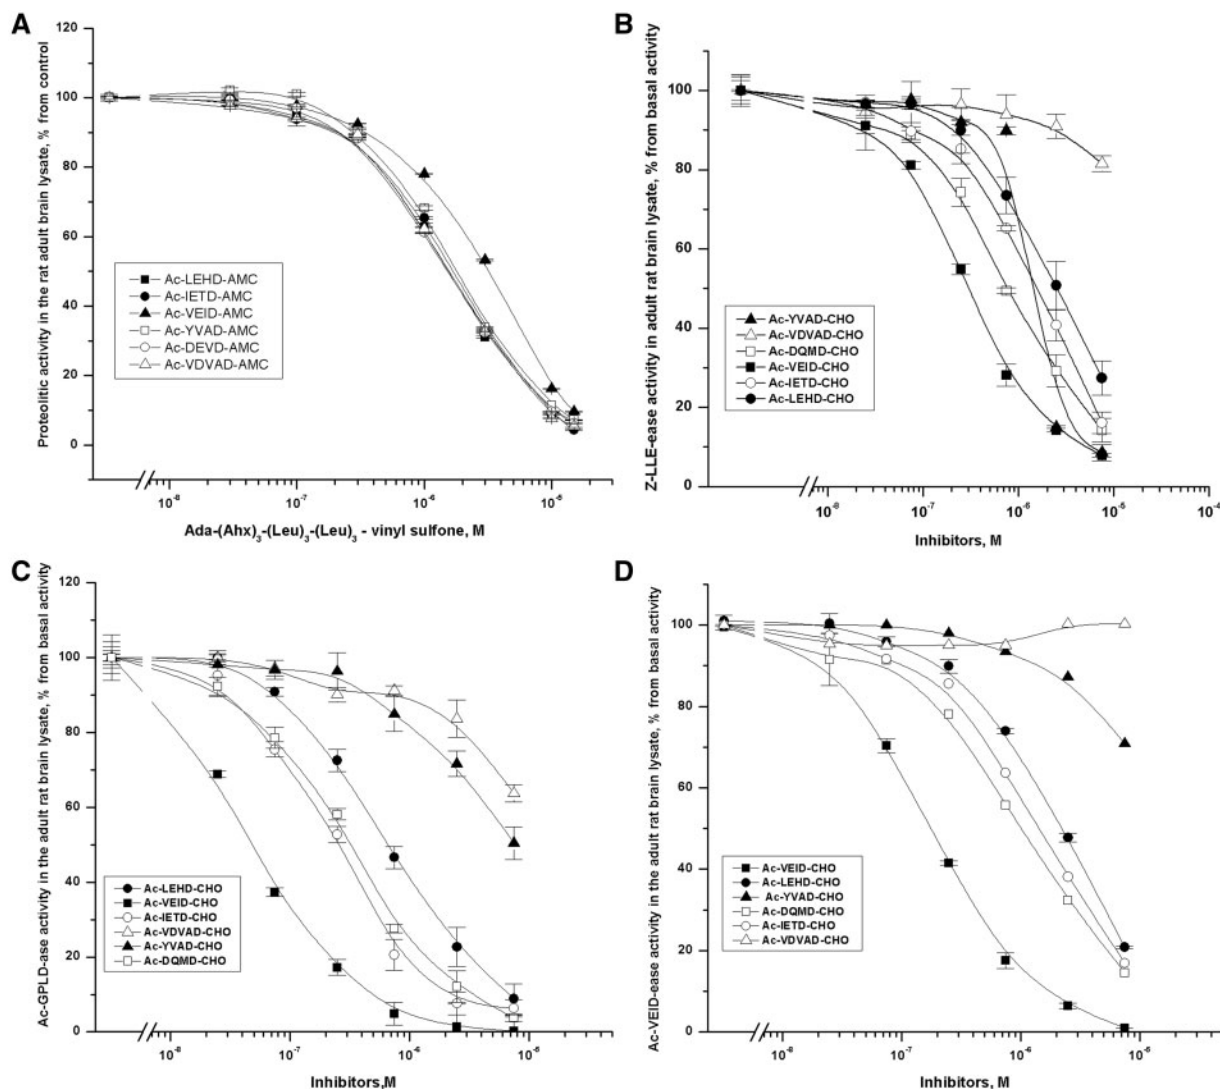 A
Proteolitic activity in the rat adult brain lysate, % from control
120
100
80
60
40
20
0
Ac-LEHD-AMC
Ac-IETD-AMC
Ac-VEID-AMC
Ac-YVAD-AMC
Ac-DEVD-AMC
Ac-VDVAD-AMC
10⁻⁸ 10⁻⁷ 10⁻⁶ 10⁻⁵
Ada-(Ahx)₃-(Leu)₃-(Leu)₃ - vinyl sulfone, M
B
Z-LLE-ease activity in adult rat brain lysate, % from basal activity
100
80
60
40
20
0
Ac-YVAD-CHO
Ac-VDVAD-CHO
Ac-DQMD-CHO
Ac-VEID-CHO
Ac-IETD-CHO
Ac-LEHD-CHO
10⁻⁸ 10⁻⁷ 10⁻⁶ 10⁻⁵ 10⁻⁴
Inhibitors, M
C
Ac-GPLD-ase activity in the adult rat brain lysate, % from basal activity
120
100
80
60
40
20
0
Ac-LEHD-CHO
Ac-VEID-CHO
Ac-IETD-CHO
Ac-VDVAD-CHO
Ac-YVAD-CHO
Ac-DQMD-CHO
10⁻⁸ 10⁻⁷ 10⁻⁶ 10⁻⁵
Inhibitors,M
D
Ac-VEID-ease activity in the adult rat brain lysate, % from basal activity
100
80
60
40
20
0
Ac-VEID-CHO
Ac-LEHD-CHO
Ac-YVAD-CHO
Ac-DQMD-CHO
Ac-IETD-CHO
Ac-VDVAD-CHO
10⁻⁸ 10⁻⁷ 10⁻⁶ 10⁻⁵
Inhibitors, M